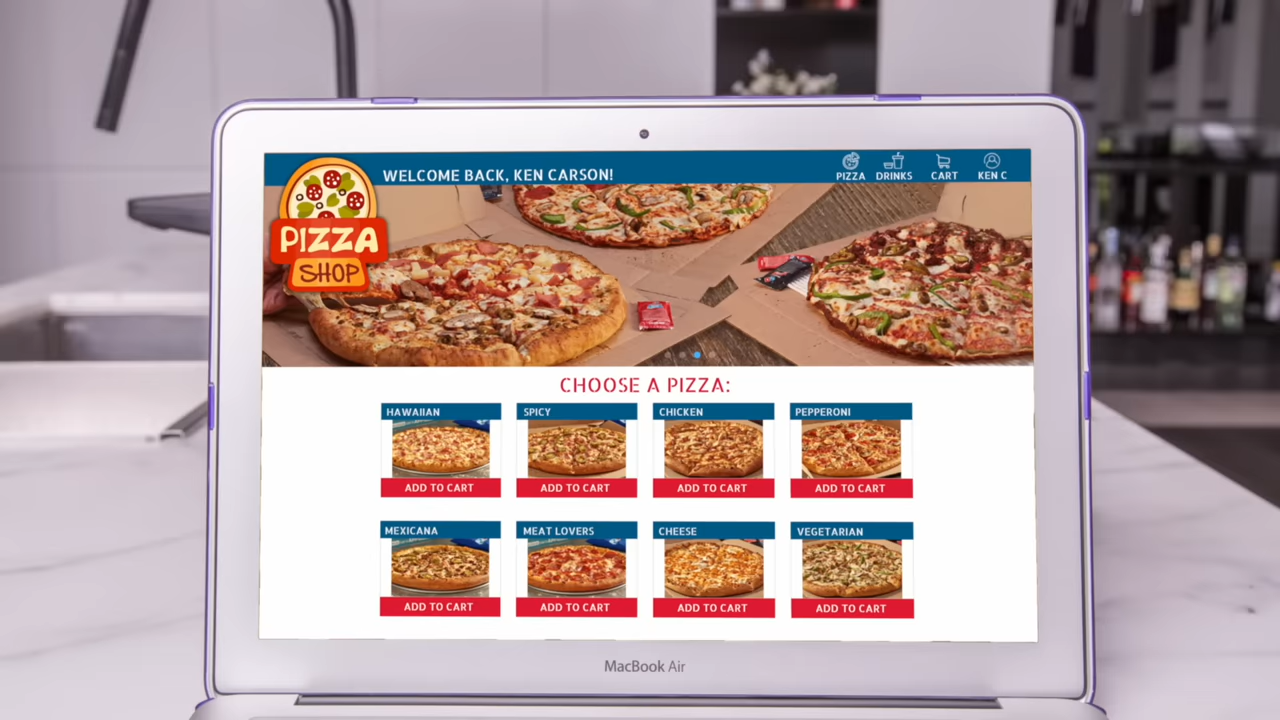 WELCOME BACK, KEN CARSON!
PIZZA DRINKS CART KEN C
PIZZA
SHOP
CHOOSE A PIZZA:
HAWAIIAN SPICY CHICKEN PEPPERONI
ADD TO CART ADD TO CART ADD TO CART ADD TO CART
MEXICANA MEAT LOVERS CHEESE VEGETARIAN
ADD TO CART ADD TO CART ADD TO CART ADD TO CART
MacBook Air